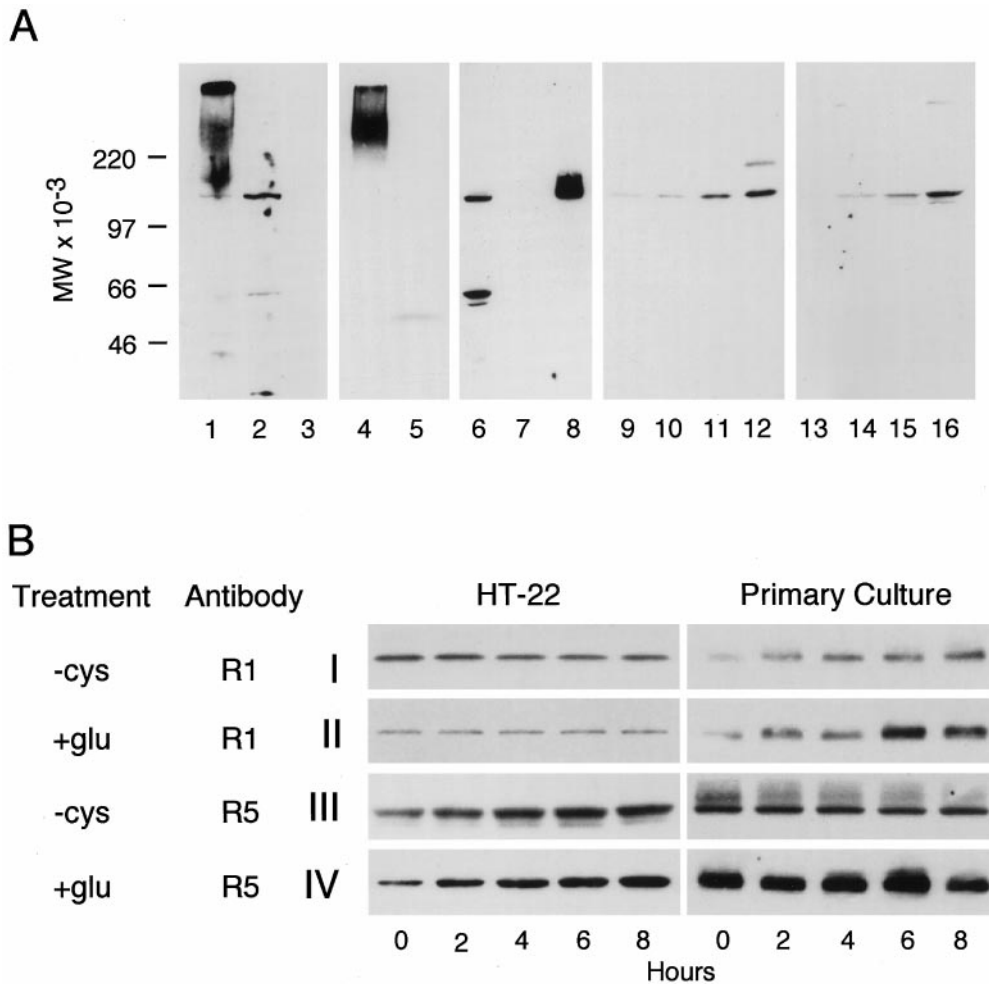 A
MW x 10-3
220
97
66
46
1 2 3 4 5 6 7 8 9 10 11 12 13 14 15 16
B
Treatment Antibody HT-22 Primary Culture
-cys R1 I
+glu R1 II
-cys R5 III
+glu R5 IV
0 2 4 6 8 0 2 4 6 8
Hours